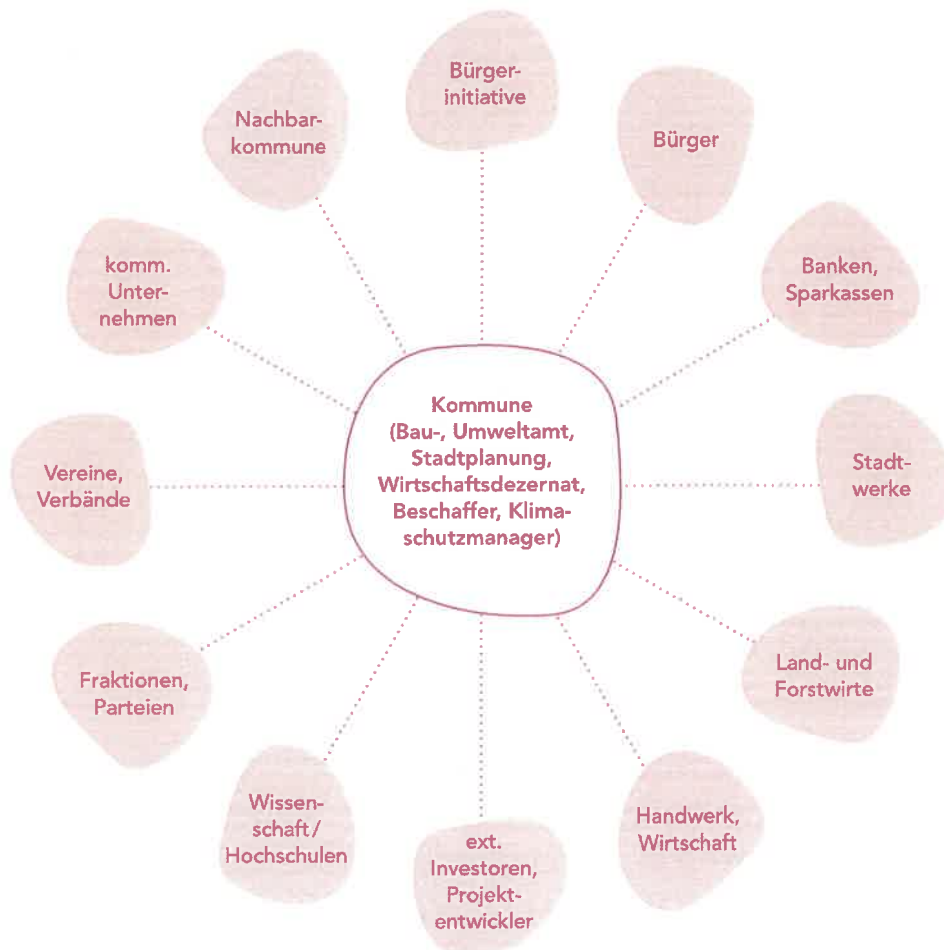 Bürger-
initiative
Bürger
Banken,
Sparkassen
Stadt-
werke
Land- und
Forstwirte
Handwerk,
Wirtschaft
ext.
Investoren,
Projekt-
entwickler
Wissen-
schaft/
Hochschulen
Fraktionen,
Parteien
Vereine,
Verbände
komm.
Unter-
nehmen
Nachbar-
kommune
Kommune
(Bau-, Umweltamt,
Stadtplanung,
Wirtschaftsdezernat,
Beschaffer, Klima-
schutzmanager)